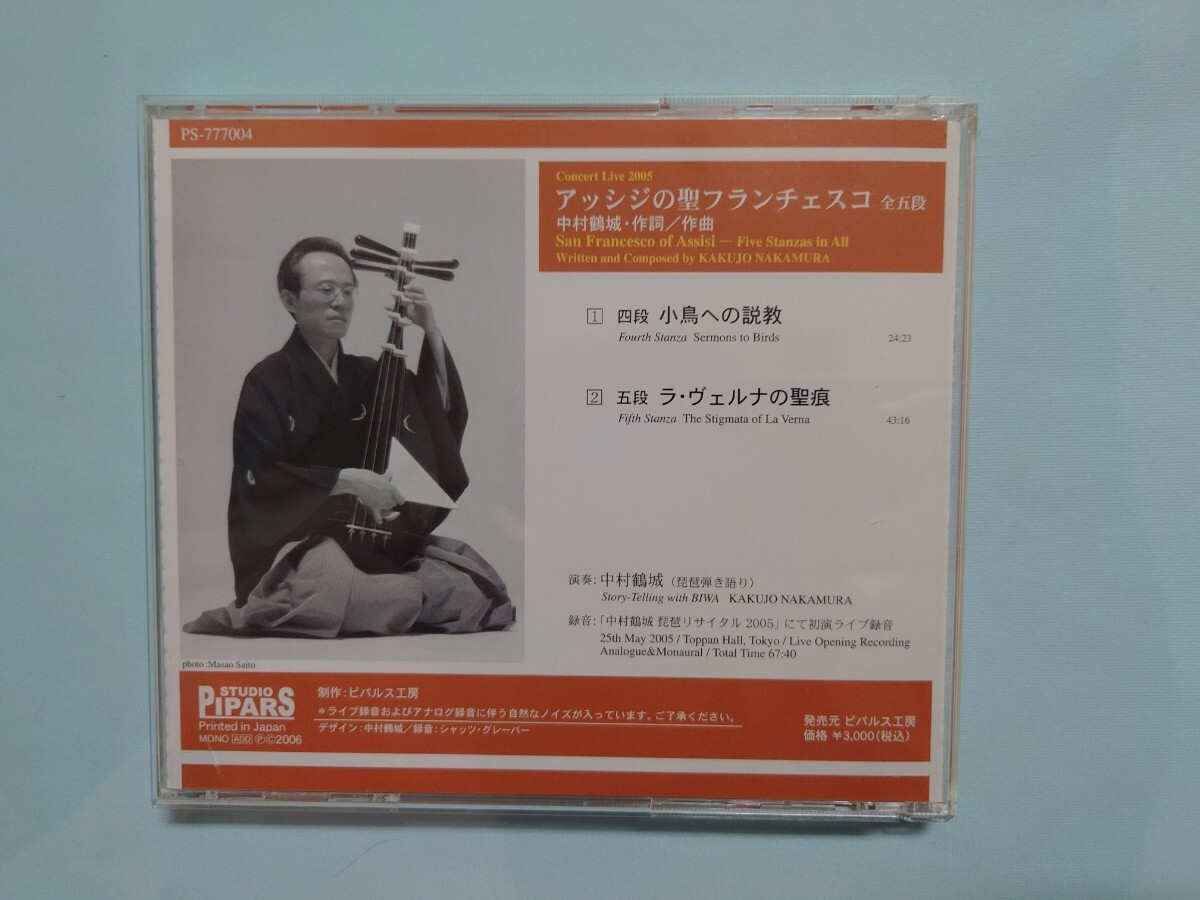 PS-777004
Concert Live 2005
アッシジの聖フランチェスコ 全五段
中村鶴城・作詞／作曲
San Francesco of Assisi — Five Stanzas in All
Written and Composed by KAKUJO NAKAMURA
1 四段 小鳥への説教
Fourth Stanza Sermons to Birds 24:23
2 五段 ラ・ヴェルナの聖痕
Fifth Stanza The Stigmata of La Verna 43:16
演奏：中村鶴城（琵琶弾き語り）
Story-Telling with BIWA KAKUJO NAKAMURA
録音：「中村鶴城 琵琶リサイタル 2005」にて初演ライブ録音
25th May 2005 / Toppan Hall, Tokyo / Live Opening Recording
Analogue&Monaural / Total Time 67:40
photo: Masao Saito
STUDIO
PIPARS
Printed in Japan
MONO ADD Ⓟ©2006
制作：ピパルス工房
＊ライブ録音およびアナログ録音に伴う自然なノイズが入っています。ご了承ください。
デザイン：中村鶴城／録音：シャッツ・グレーバー
発売元 ピパルス工房
価格 ¥3,000（税込）